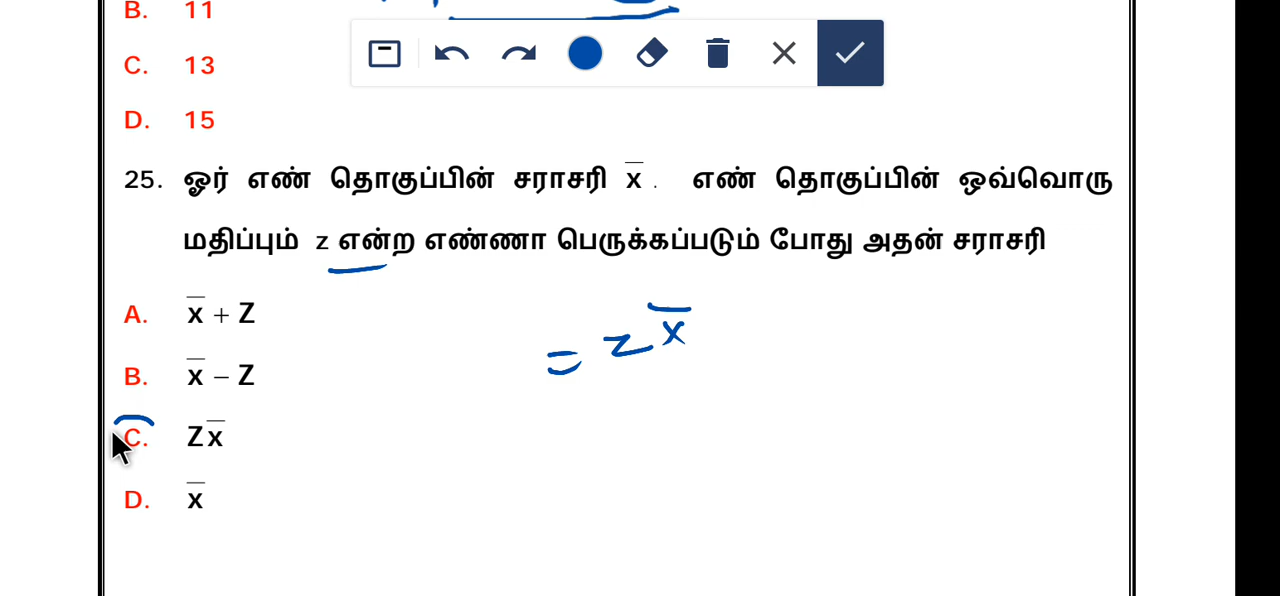 B. 11
C. 13
D. 15
25. ஓர் எண் தொகுப்பின் சராசரி x̅ . எண் தொகுப்பின் ஒவ்வொரு
மதிப்பும் z என்ற எண்ணா பெருக்கப்படும் போது அதன் சராசரி
A. x̅ + Z
= z x̅
B. x̅ − Z
C. Zx̅
D. x̅